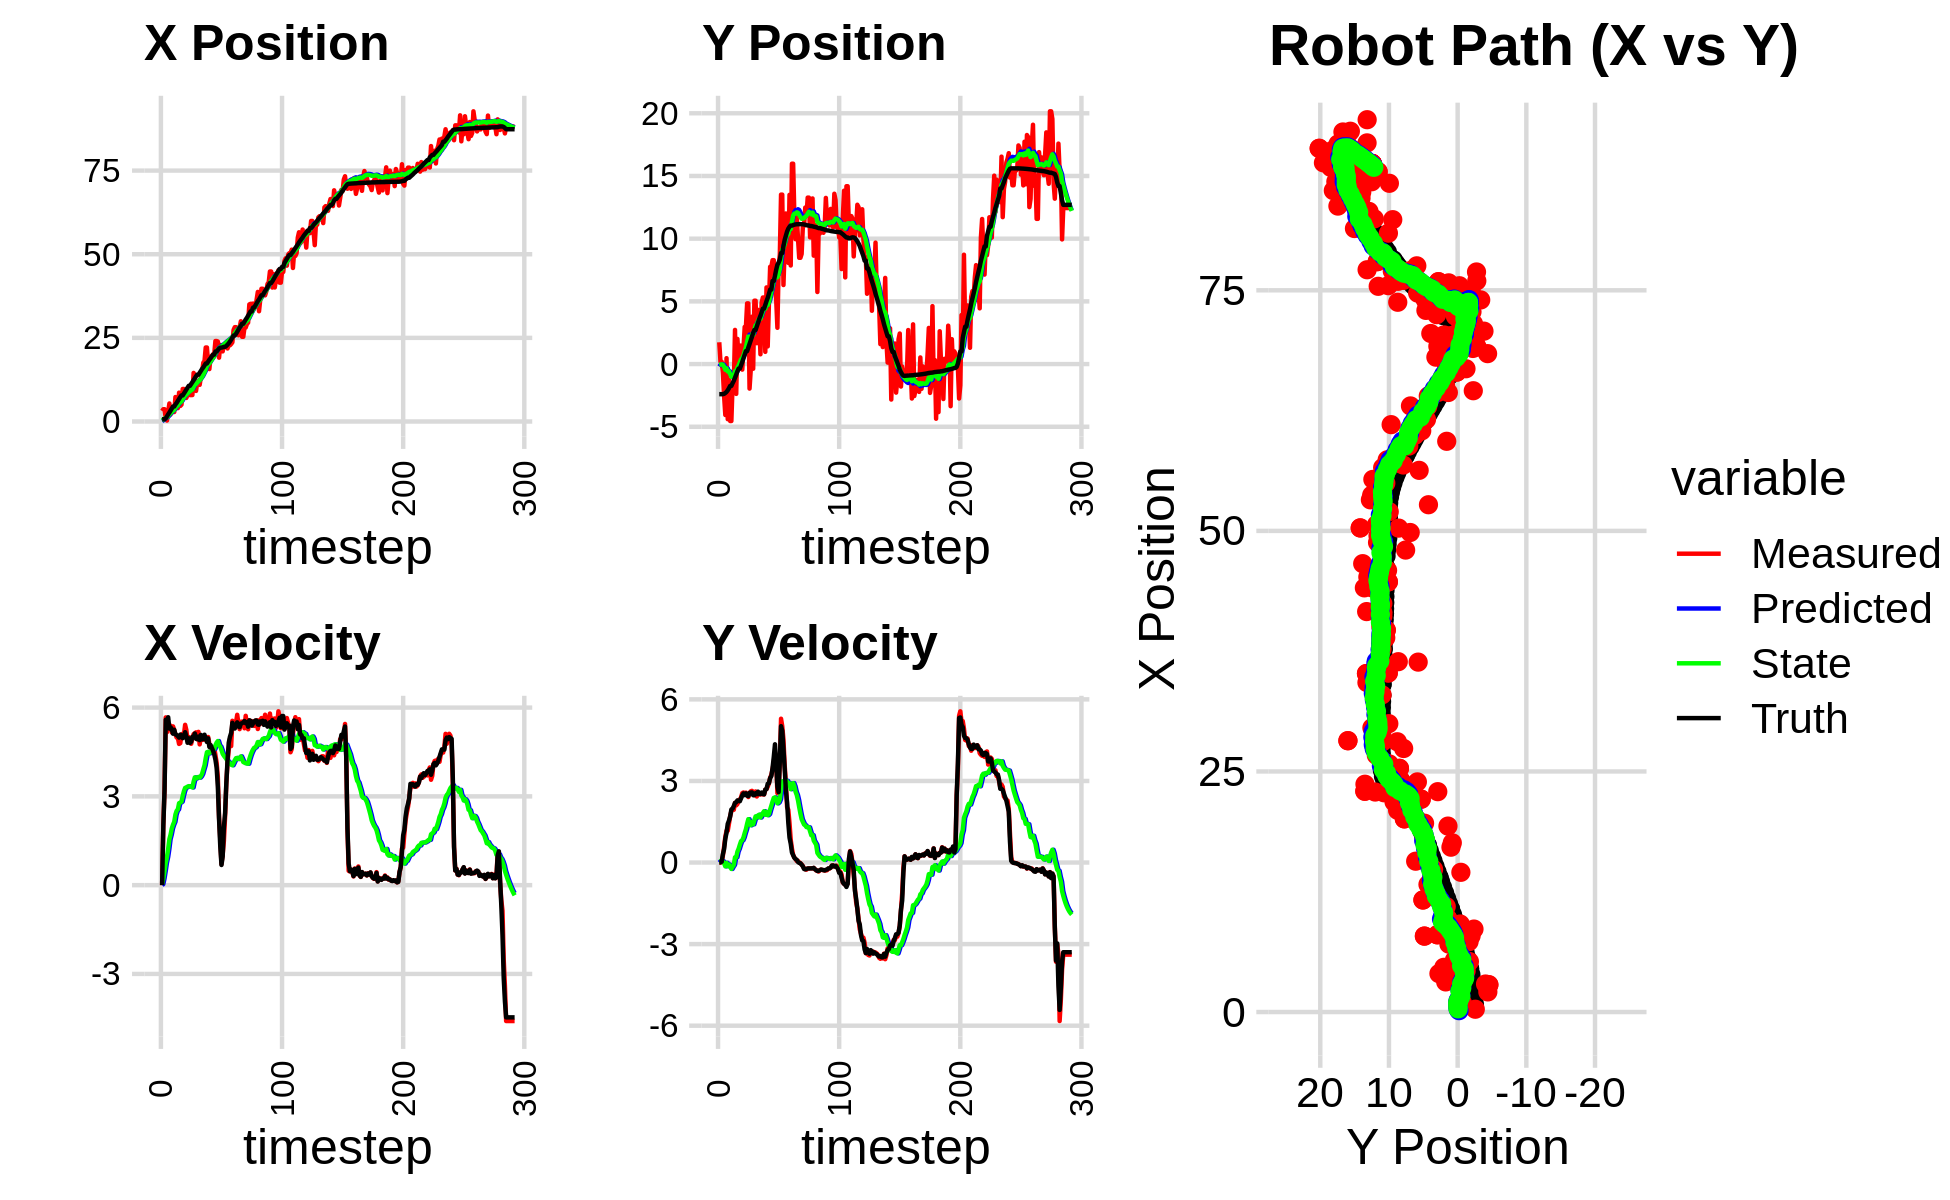 X Position
75
50
25
0
0
100
200
300
timestep
Y Position
20
15
10
5
0
-5
0
100
200
300
timestep
X Velocity
6
3
0
-3
0
100
200
300
timestep
Y Velocity
6
3
0
-3
-6
0
100
200
300
timestep
Robot Path (X vs Y)
X Position
75
50
25
0
20 10 0 -10 -20
Y Position
variable
Measured
Predicted
State
Truth